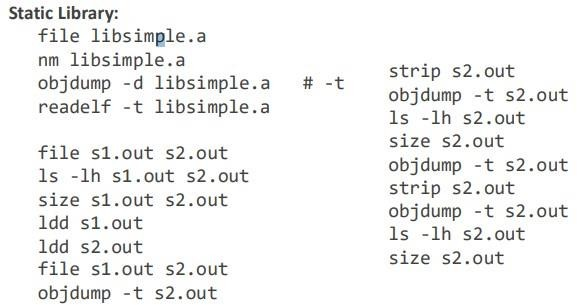 Static Library:
file libsimple.a
nm libsimple.a
objdump -d libsimple.a # -t
readelf -t libsimple.a
file s1.out s2.out
ls -lh s1.out s2.out
size s1.out s2.out
ldd s1.out
ldd s2.out
file s1.out s2.out
objdump -t s2.out
strip s2.out
objdump -t s2.out
ls -lh s2.out
size s2.out
objdump -t s2.out
strip s2.out
objdump -t s2.out
ls -lh s2.out
size s2.out